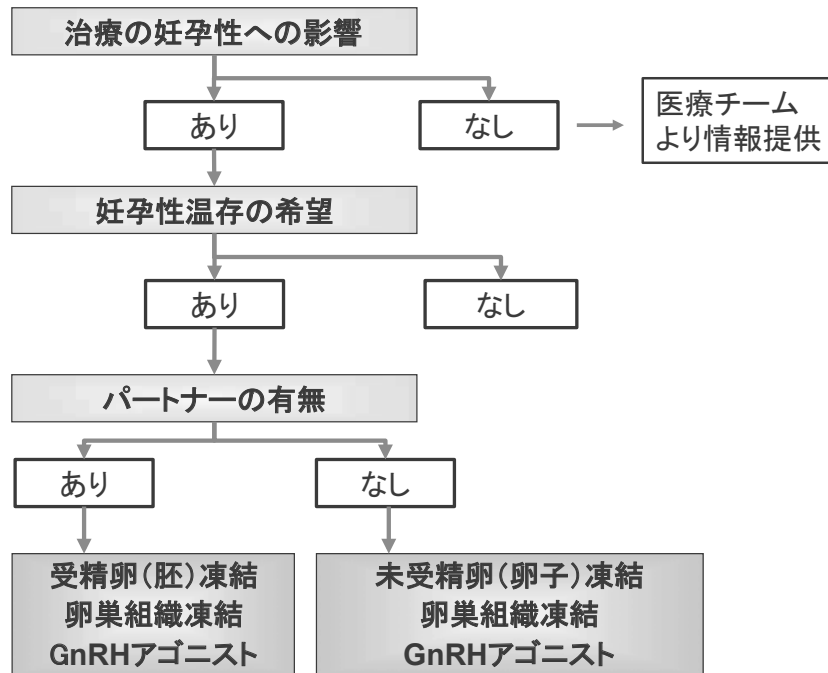 治療の妊孕性への影響
あり
なし
医療チーム
より情報提供
妊孕性温存の希望
あり
なし
パートナーの有無
あり
なし
受精卵(胚)凍結
卵巣組織凍結
GnRHアゴニスト
未受精卵(卵子)凍結
卵巣組織凍結
GnRHアゴニスト